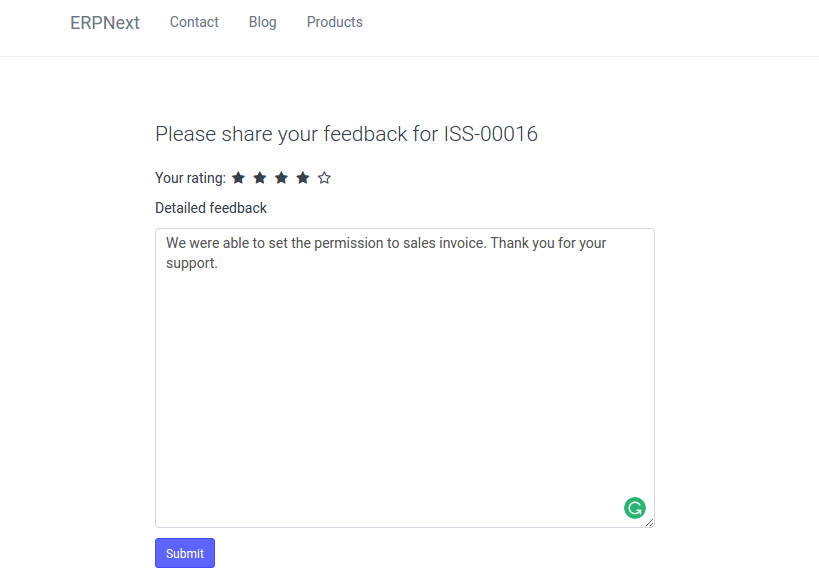 ERPNext Contact Blog Products
Please share your feedback for ISS-00016
Your rating:
Detailed feedback
We were able to set the permission to sales invoice. Thank you for your
support.
Submit